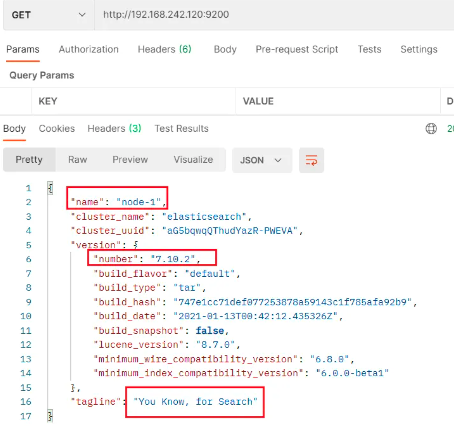 GET http://192.168.242.120:9200
Params Authorization Headers (6) Body Pre-request Script Tests Settings
Query Params
KEY VALUE D
Body Cookies Headers (3) Test Results 20
Pretty Raw Preview Visualize JSON
1 {
2 "name": "node-1",
3 "cluster_name": "elasticsearch",
4 "cluster_uuid": "aG5bqwqQThudYazR-PWEVA",
5 "version": {
6 "number": "7.10.2",
7 "build_flavor": "default",
8 "build_type": "tar",
9 "build_hash": "747e1cc71def077253878a59143c1f785afa92b9",
10 "build_date": "2021-01-13T00:42:12.435326Z",
11 "build_snapshot": false,
12 "lucene_version": "8.7.0",
13 "minimum_wire_compatibility_version": "6.8.0",
14 "minimum_index_compatibility_version": "6.0.0-beta1"
15 },
16 "tagline": "You Know, for Search"
17 }